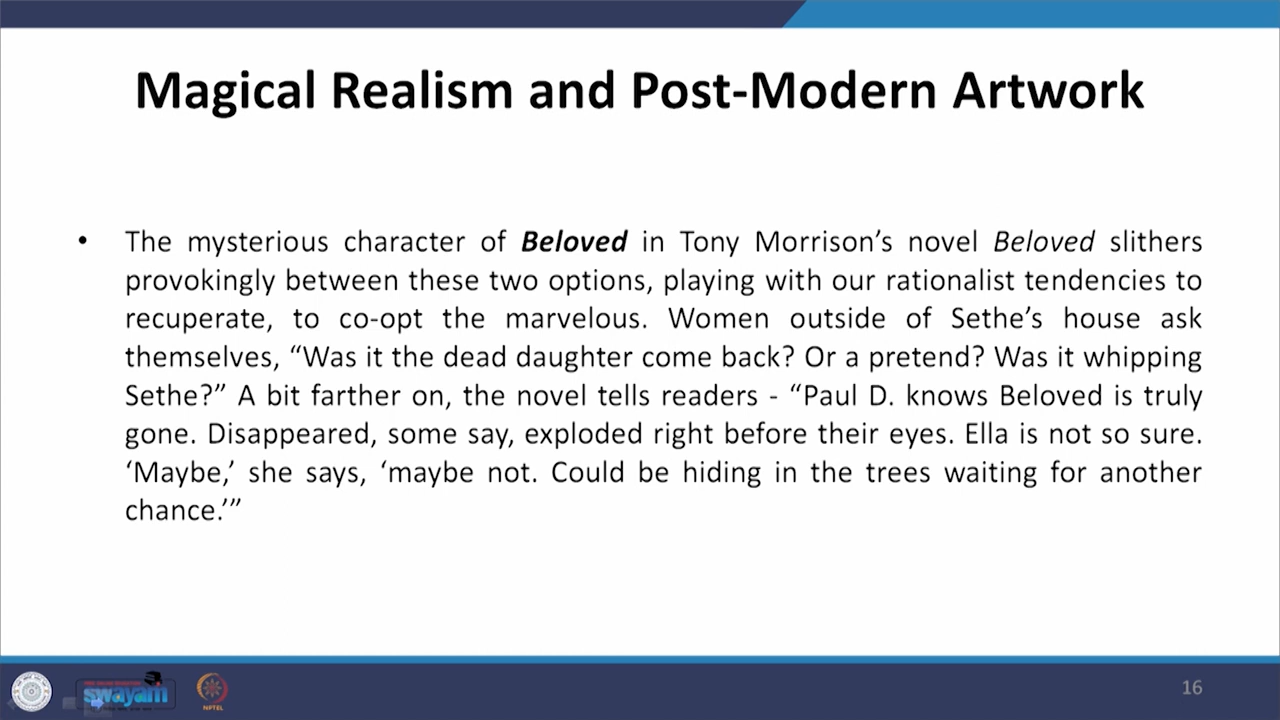 Magical Realism and Post-Modern Artwork
• The mysterious character of Beloved in Tony Morrison’s novel Beloved slithers
provokingly between these two options, playing with our rationalist tendencies to
recuperate, to co-opt the marvelous. Women outside of Sethe’s house ask
themselves, “Was it the dead daughter come back? Or a pretend? Was it whipping
Sethe?” A bit farther on, the novel tells readers - “Paul D. knows Beloved is truly
gone. Disappeared, some say, exploded right before their eyes. Ella is not so sure.
‘Maybe,’ she says, ‘maybe not. Could be hiding in the trees waiting for another
chance.’”
swayam
NPTEL
16